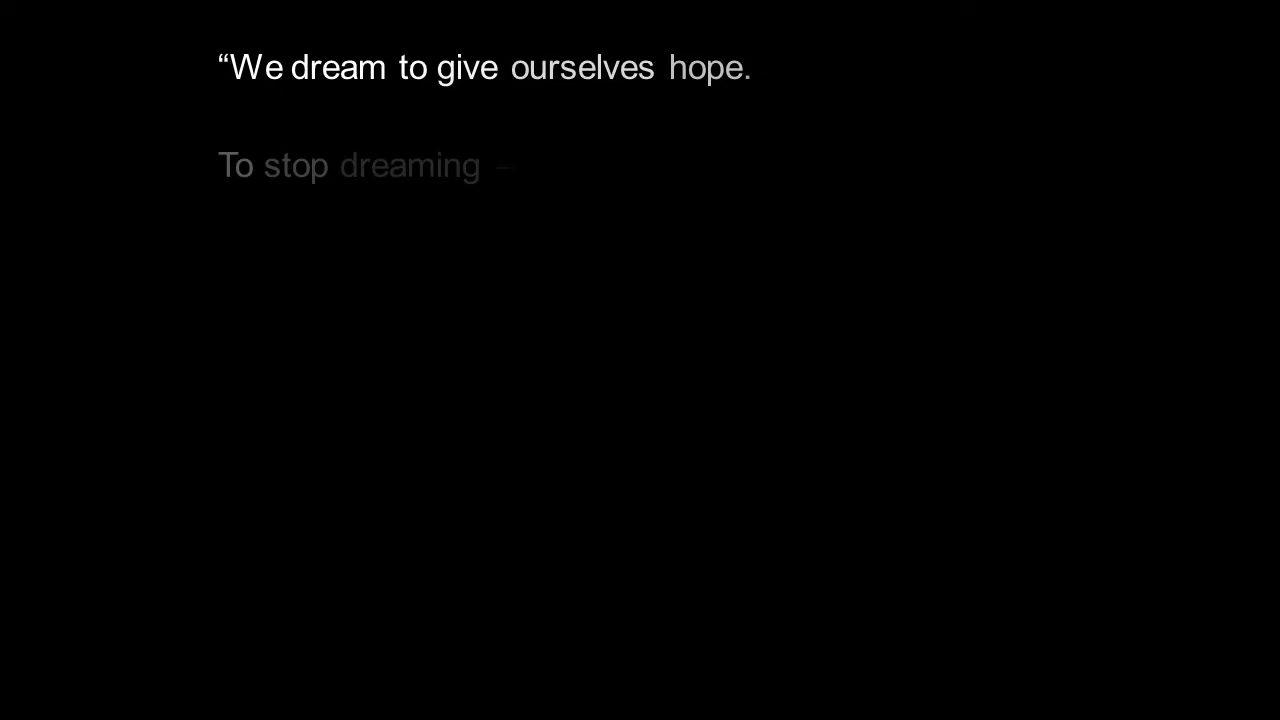 “We dream to give ourselves hope.
To stop dreaming –